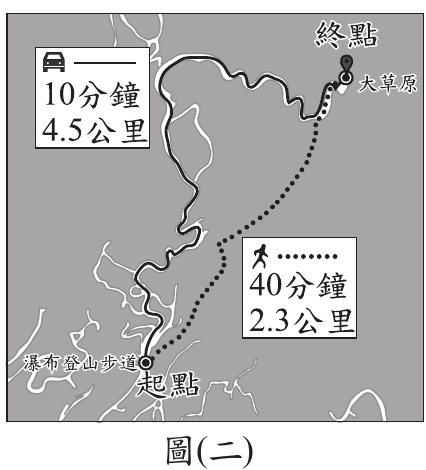 終點
大草原
10分鐘
4.5公里
40分鐘
2.3公里
瀑布登山步道
起點
圖(二)